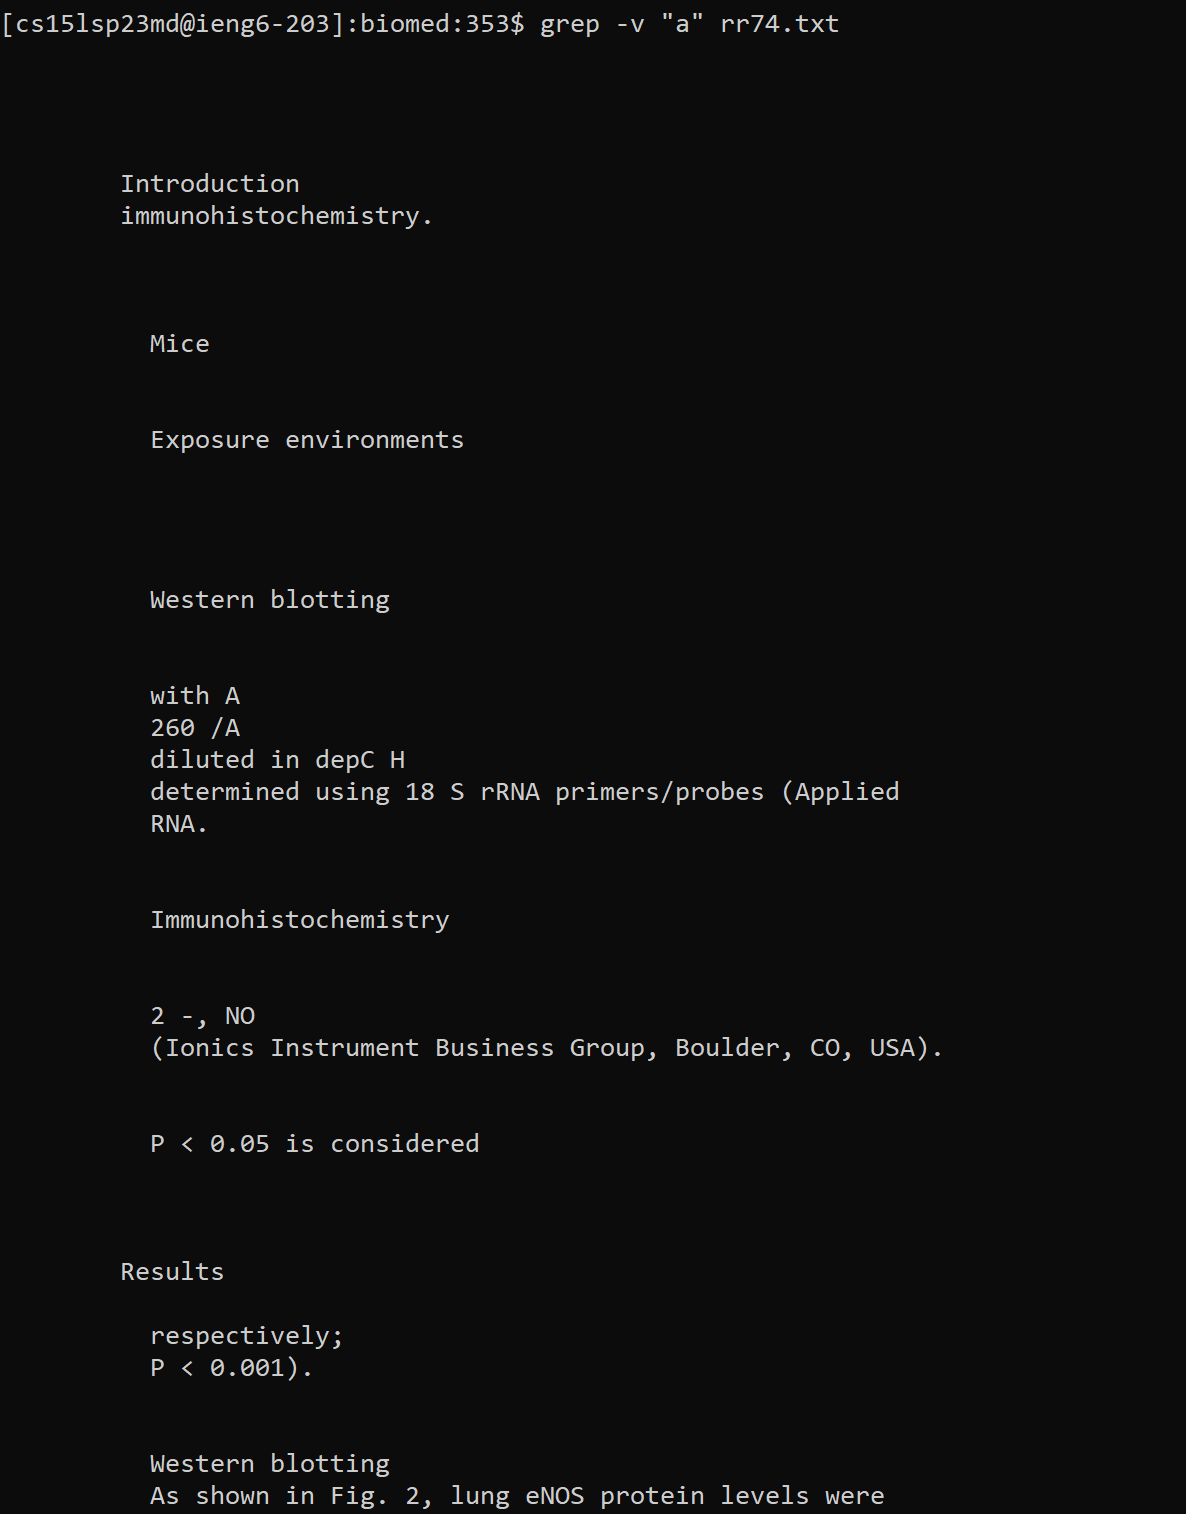 [cs15lsp23md@ieng6-203]:biomed:353$ grep -v "a" rr74.txt
Introduction
immunohistochemistry.
Mice
Exposure environments
Western blotting
with A
260 /A
diluted in depC H
determined using 18 S rRNA primers/probes (Applied
RNA.
Immunohistochemistry
2 -, NO
(Ionics Instrument Business Group, Boulder, CO, USA).
P < 0.05 is considered
Results
respectively;
P < 0.001).
Western blotting
As shown in Fig. 2, lung eNOS protein levels were